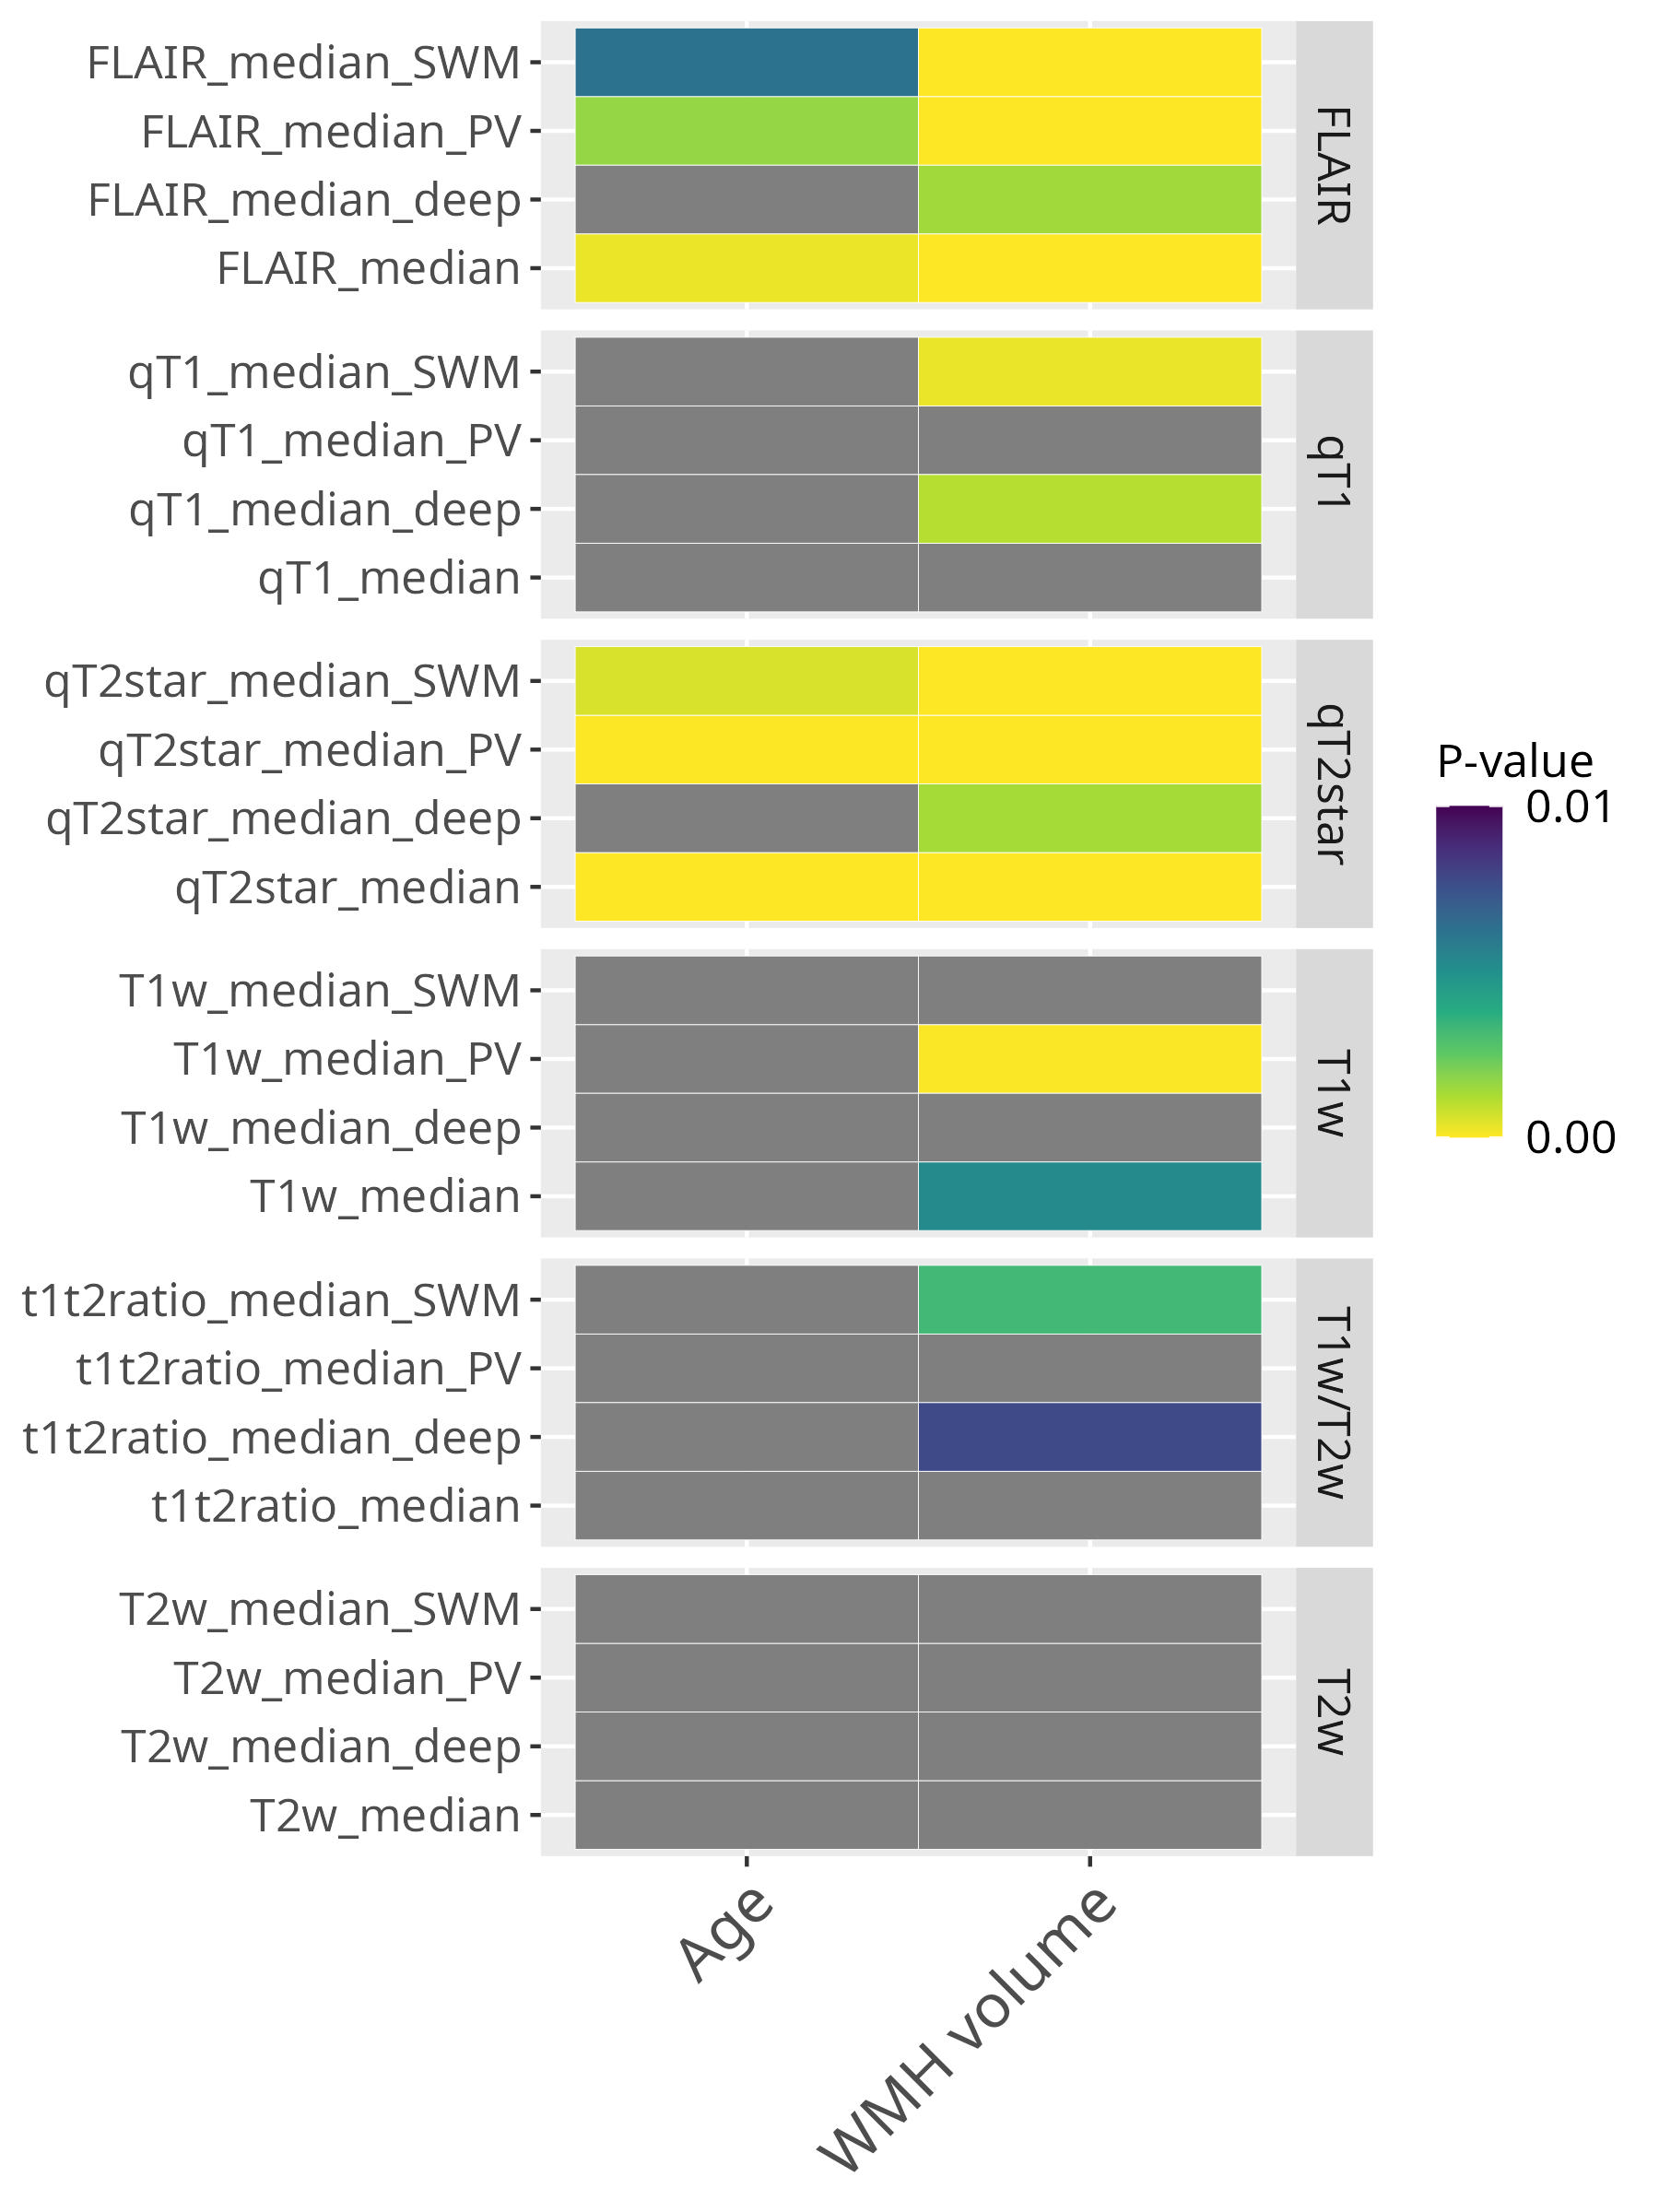 FLAIR_median_SWM
FLAIR_median_PV
FLAIR_median_deep
FLAIR_median
FLAIR
qT1_median_SWM
qT1_median_PV
qT1_median_deep
qT1_median
qT1
qT2star_median_SWM
qT2star_median_PV
qT2star_median_deep
qT2star_median
qT2star
T1w_median_SWM
T1w_median_PV
T1w_median_deep
T1w_median
T1w
t1t2ratio_median_SWM
t1t2ratio_median_PV
t1t2ratio_median_deep
t1t2ratio_median
T1w/T2w
T2w_median_SWM
T2w_median_PV
T2w_median_deep
T2w_median
T2w
Age
WMH volume
P-value
0.01
0.00